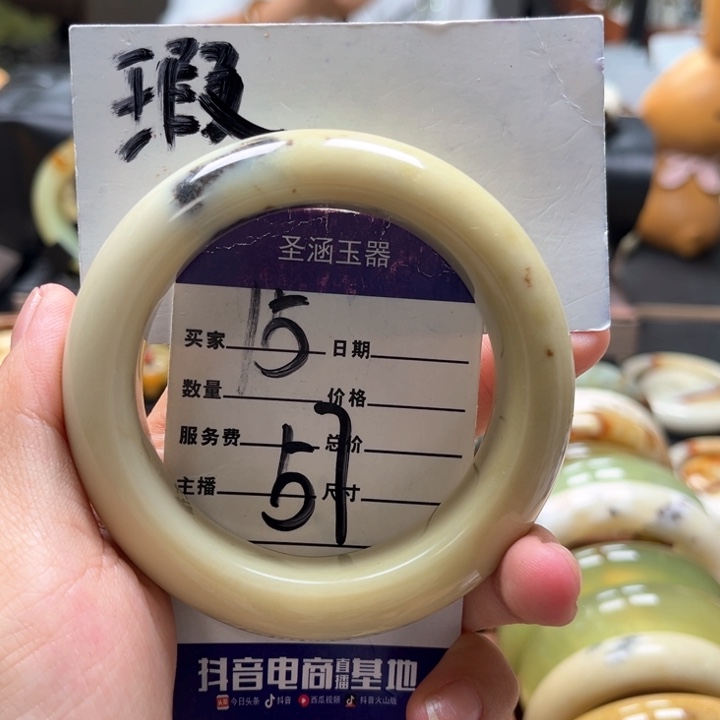 瑕
圣涵玉器
买家 15 日期
数量 价格
服务费 总价
主播 57 尺寸
抖音电商直播基地
今日头条 抖音 西瓜视频 抖音火山版